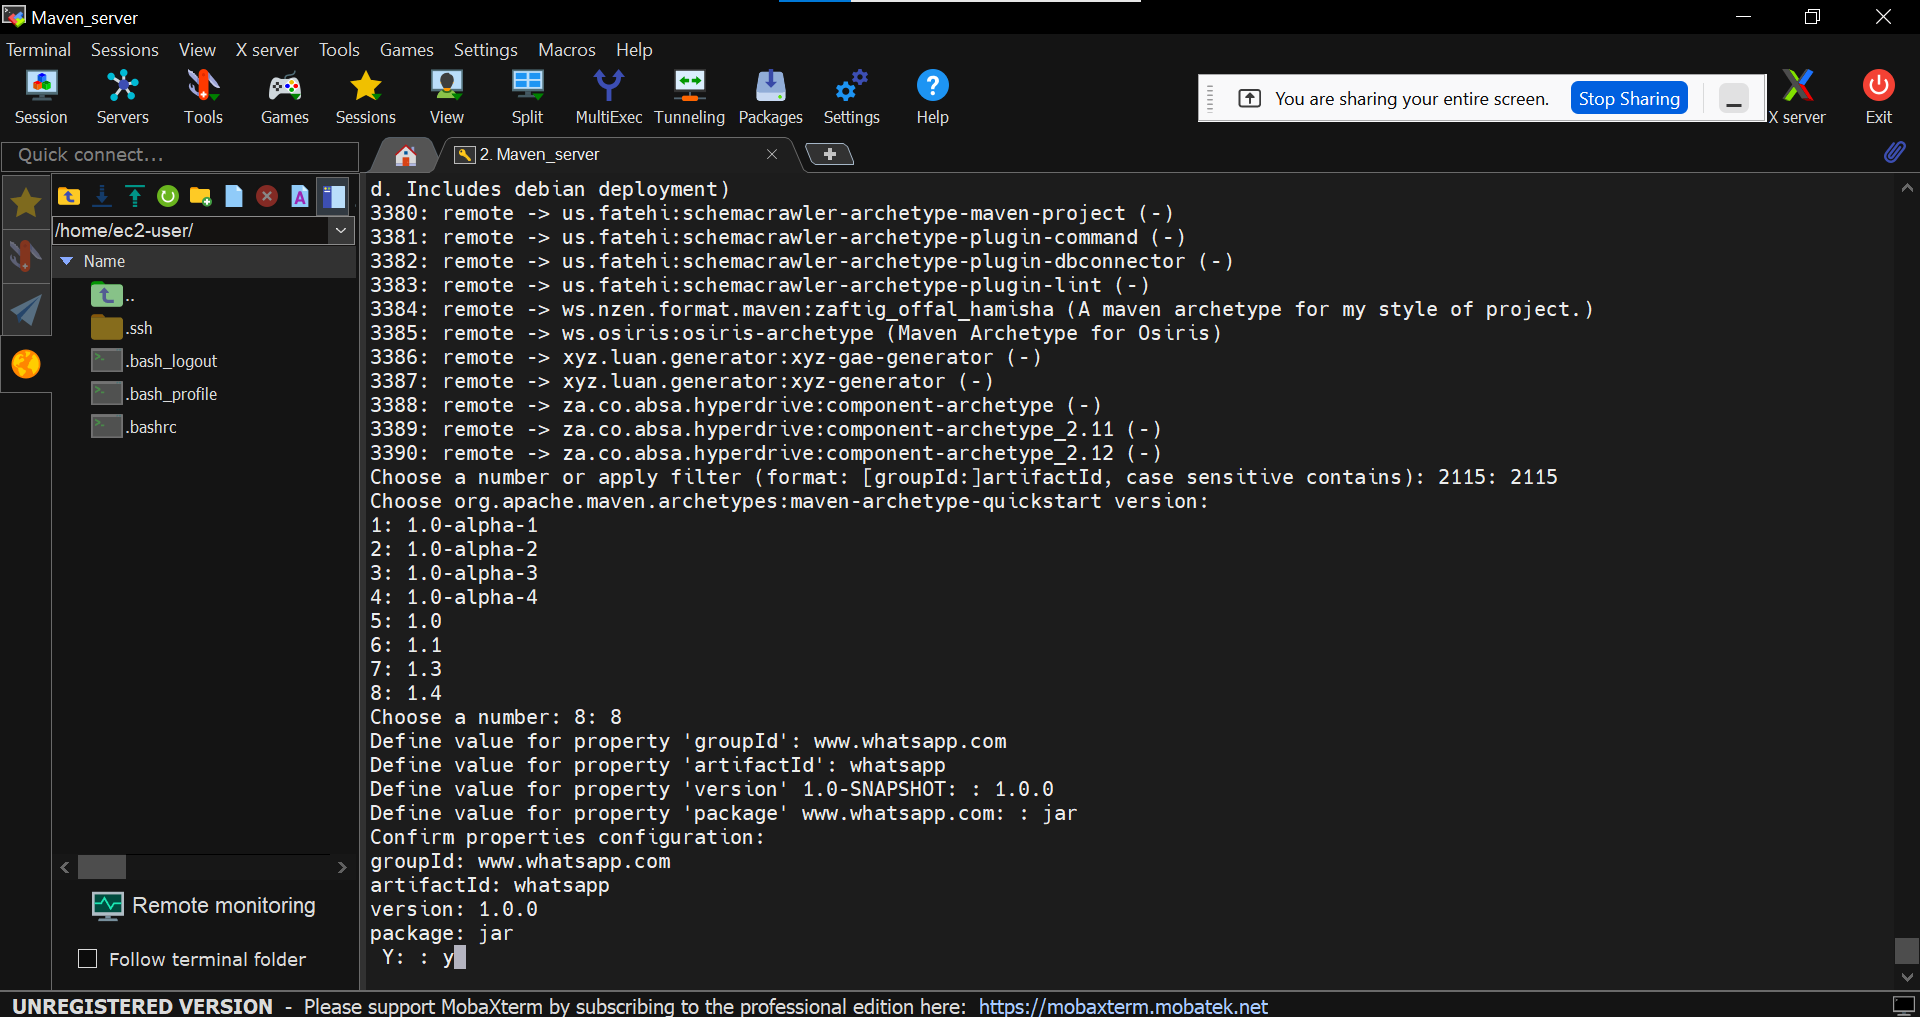 Maven_server
Terminal Sessions View X server Tools Games Settings Macros Help
Session Servers Tools Games Sessions View Split MultiExec Tunneling Packages Settings Help
You are sharing your entire screen. Stop Sharing
X server Exit
Quick connect...
2. Maven_server
/home/ec2-user/
Name
..
.ssh
.bash_logout
.bash_profile
.bashrc
Remote monitoring
Follow terminal folder
d. Includes debian deployment)
3380: remote -> us.fatehi:schemacrawler-archetype-maven-project (-)
3381: remote -> us.fatehi:schemacrawler-archetype-plugin-command (-)
3382: remote -> us.fatehi:schemacrawler-archetype-plugin-dbconnector (-)
3383: remote -> us.fatehi:schemacrawler-archetype-plugin-lint (-)
3384: remote -> ws.nzen.format.maven:zaftig_offal_hamisha (A maven archetype for my style of project.)
3385: remote -> ws.osiris:osiris-archetype (Maven Archetype for Osiris)
3386: remote -> xyz.luan.generator:xyz-gae-generator (-)
3387: remote -> xyz.luan.generator:xyz-generator (-)
3388: remote -> za.co.absa.hyperdrive:component-archetype (-)
3389: remote -> za.co.absa.hyperdrive:component-archetype_2.11 (-)
3390: remote -> za.co.absa.hyperdrive:component-archetype_2.12 (-)
Choose a number or apply filter (format: [groupId:]artifactId, case sensitive contains): 2115: 2115
Choose org.apache.maven.archetypes:maven-archetype-quickstart version:
1: 1.0-alpha-1
2: 1.0-alpha-2
3: 1.0-alpha-3
4: 1.0-alpha-4
5: 1.0
6: 1.1
7: 1.3
8: 1.4
Choose a number: 8: 8
Define value for property 'groupId': www.whatsapp.com
Define value for property 'artifactId': whatsapp
Define value for property 'version' 1.0-SNAPSHOT: : 1.0.0
Define value for property 'package' www.whatsapp.com: : jar
Confirm properties configuration:
groupId: www.whatsapp.com
artifactId: whatsapp
version: 1.0.0
package: jar
Y: : y
UNREGISTERED VERSION - Please support MobaXterm by subscribing to the professional edition here: https://mobaxterm.mobatek.net